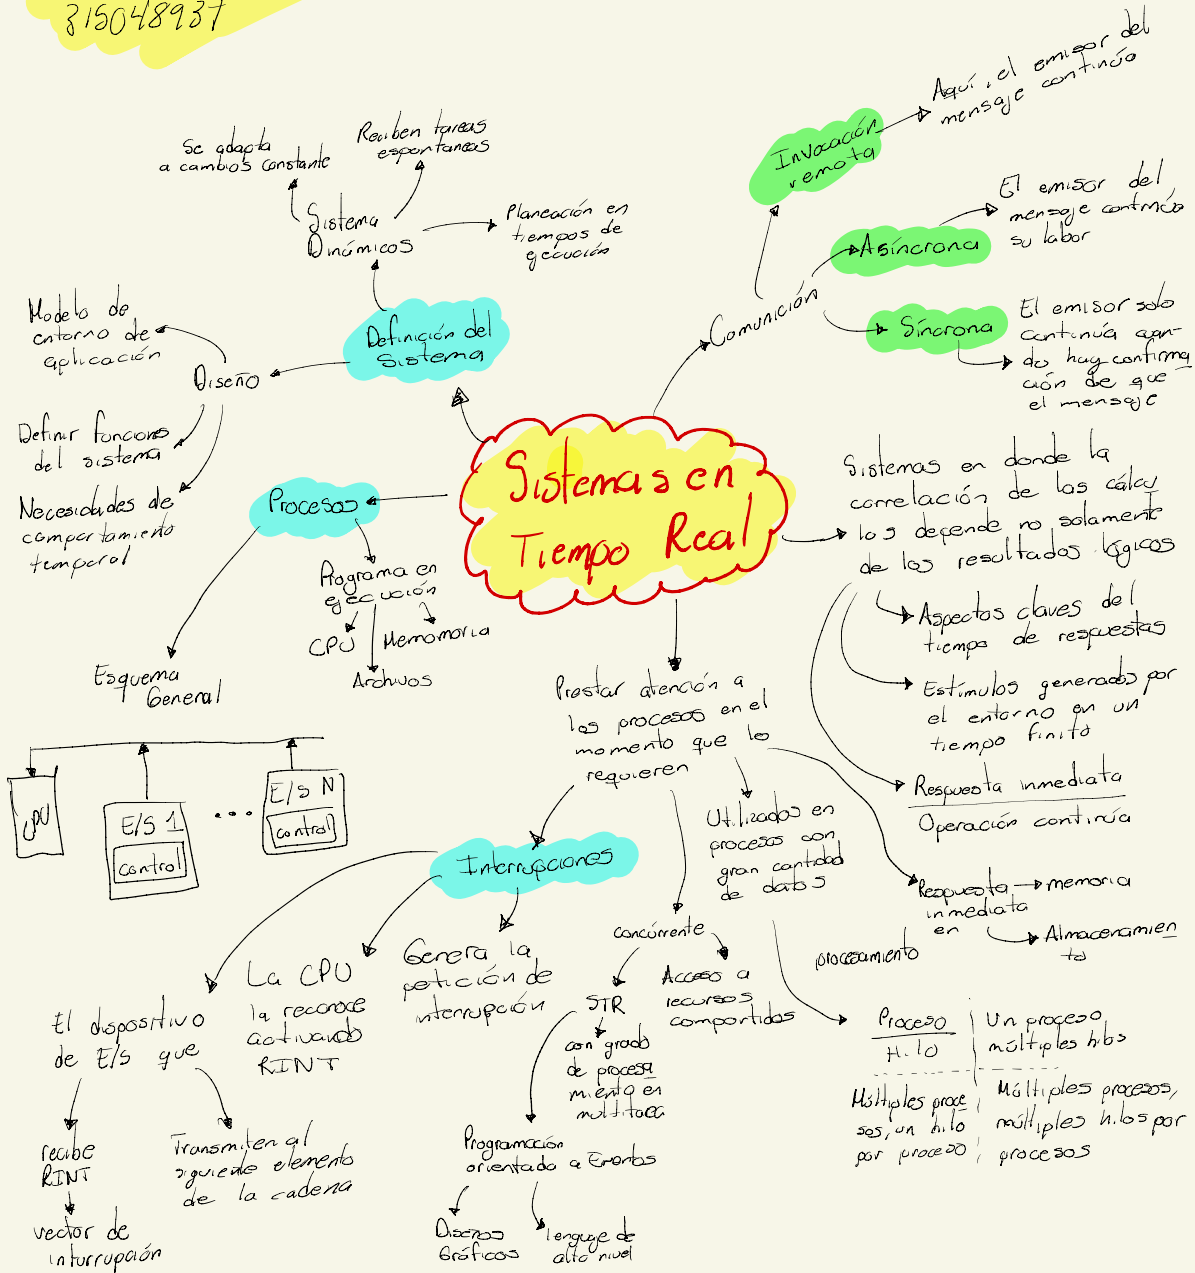 315048937
Se adapta
a cambios constante
Reciben tareas
espontaneas
Sistema
Dinámicos
Planeación en
tiempos de
ejecución
Definición del
Sistema
Modelo de
entorno de
aplicación
Diseño
Definir funciones
del sistema
Necesidades de
comportamiento
temporal
Invocación
remota
Aquí, el emisor del
mensaje continúo
Asíncrona
El emisor del
mensaje continúo
su labor
Comunición
Síncrona
El emisor solo
continúa
do hay confirma
ción de que
el mensaje
Sistemas en
Tiempo Real
Sistemas en donde la
correlación de los cálcu
los depende no solamente
de los resultados lógicos
Aspectos claves del
tiempo de respuestas
Estímulos generados por
el entorno en un
tiempo finito
Respuesta inmediata
Operación continúa
Procesos
Programa en
ejecución
CPU
Memomoria
Archivos
Esquema
General
CPU
E/S 1
control
...
E/S N
control
Prestar atención a
los procesos en el
momento que lo
requieren
Utilizados en
procesos con
gran cantidad
de datos
Respuesta
inmediata
en
memoria
Almacenamien
to
Interrupciones
Genera la
petición de
interrupción
La CPU
la reconoce
activando
RINT
El dispositivo
de E/S que
recibe
RINT
vector de
inturrupción
Transmiten al
siguiente elemento
de la cadena
concúrrente
STR
con grado
de procesa
miento en
multitaea
Acceso a
recursos
compartidos
Programación
orientado a Eventos
Diseños
Gráficos
lenguje de
alto nivel
procesamiento
Proceso
Hilo
Un proceso,
múltiples hilos
Múltiples proce
sos, un hilo
por proceso
Múltiples procesos,
múltiples hilos por
procesos